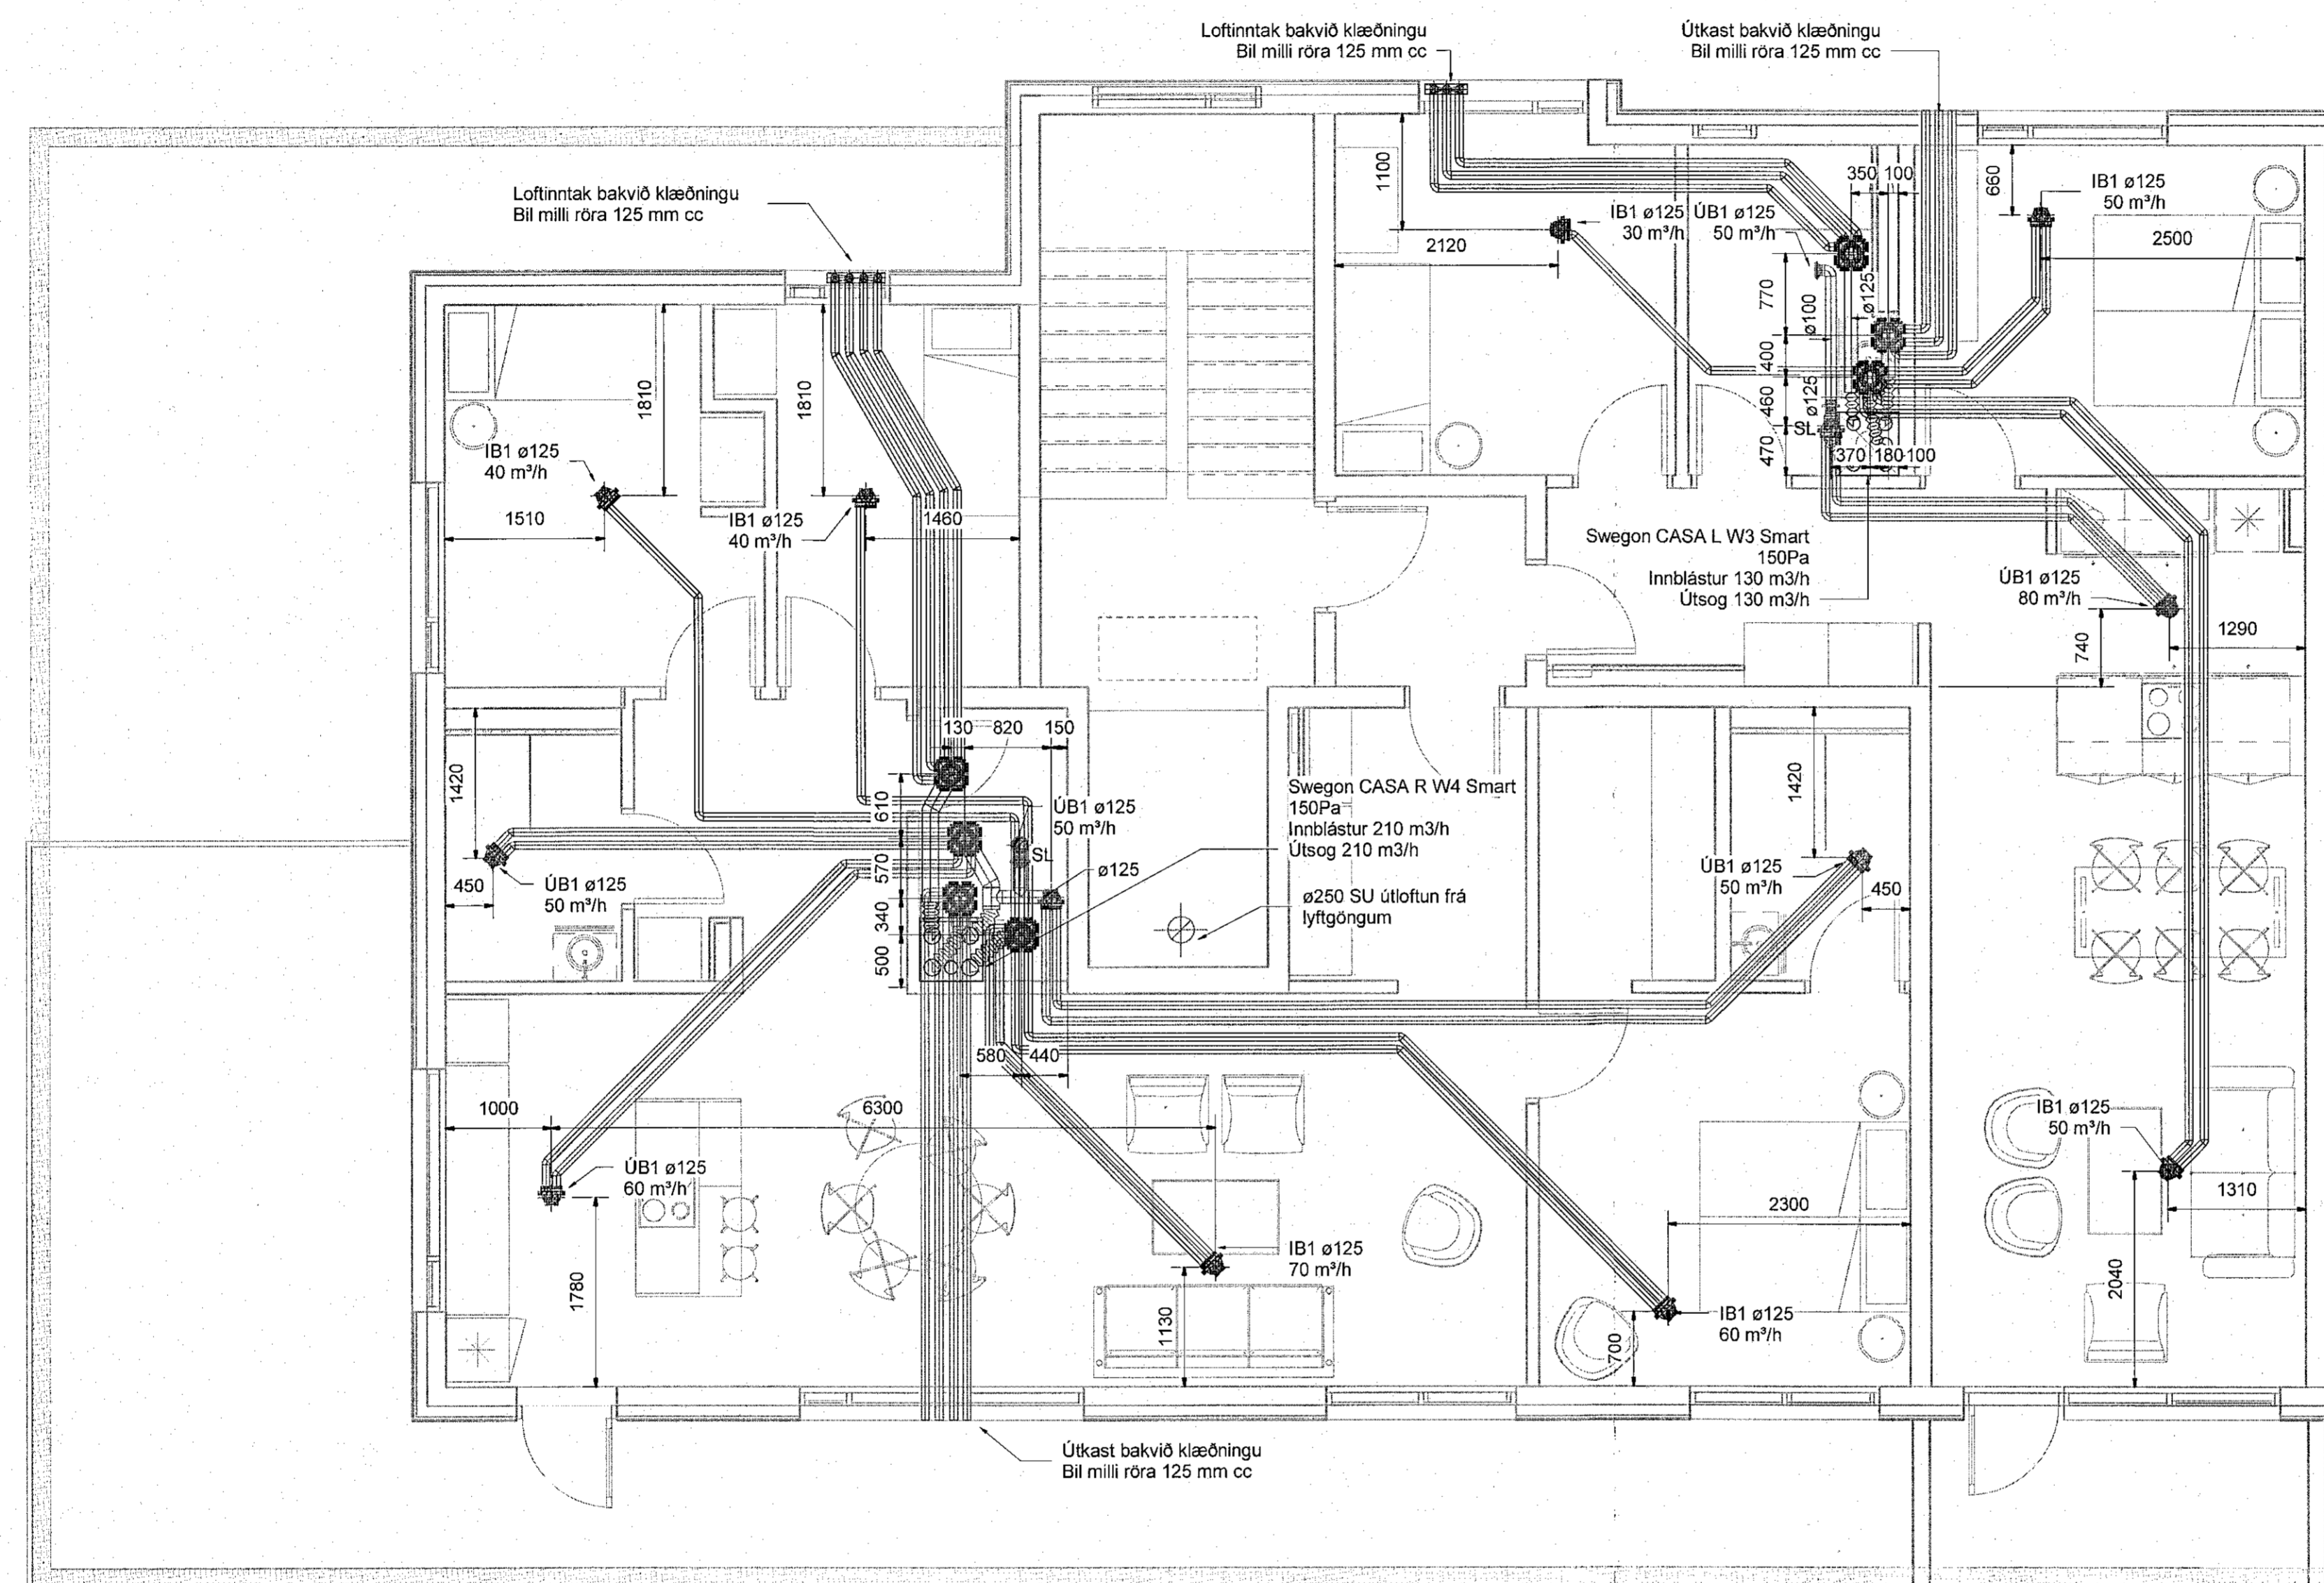 Loftinntak bakvið klæðningu
Bil milli röra 125 mm cc
Útkast bakvið klæðningu
Bil milli röra 125 mm cc
Loftinntak bakvið klæðningu
Bil milli röra 125 mm cc
1100
2120
IB1 ø125
30 m³/h
ÚB1 ø125
50 m³/h
350
100
660
IB1 ø125
50 m³/h
2500
770
ø100
ø125
400
460
ø125
470
SL
370
180
100
1810
1810
IB1 ø125
40 m³/h
1510
IB1 ø125
40 m³/h
1460
Swegon CASA L W3 Smart
150Pa
Innblástur 130 m3/h
Útsog 130 m3/h
ÚB1 ø125
80 m³/h
740
1290
130
820
150
1420
610
ÚB1 ø125
50 m³/h
SL
ø125
570
340
500
450
ÚB1 ø125
50 m³/h
Swegon CASA R W4 Smart
150Pa
Innblástur 210 m3/h
Útsog 210 m3/h
ø250 SU útloftun frá
lyftgöngum
1420
ÚB1 ø125
50 m³/h
450
580
440
1000
6300
ÚB1 ø125
60 m³/h
1780
IB1 ø125
70 m³/h
1130
2300
IB1 ø125
60 m³/h
700
IB1 ø125
50 m³/h
1310
2040
Útkast bakvið klæðningu
Bil milli röra 125 mm cc